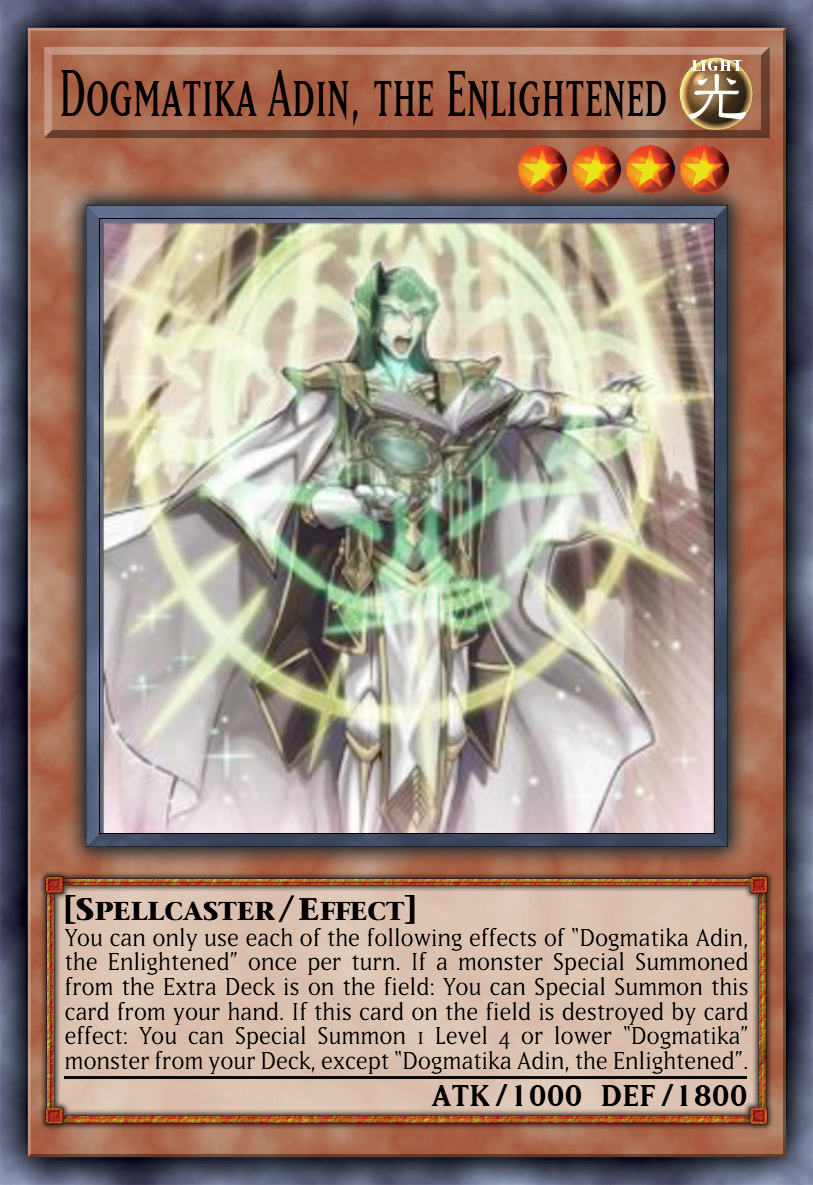 Dogmatika Adin, the Enlightened
LIGHT
光
[Spellcaster/Effect]
You can only use each of the following effects of "Dogmatika Adin,
the Enlightened" once per turn. If a monster Special Summoned
from the Extra Deck is on the field: You can Special Summon this
card from your hand. If this card on the field is destroyed by card
effect: You can Special Summon 1 Level 4 or lower "Dogmatika"
monster from your Deck, except "Dogmatika Adin, the Enlightened".
ATK/1000 DEF/1800